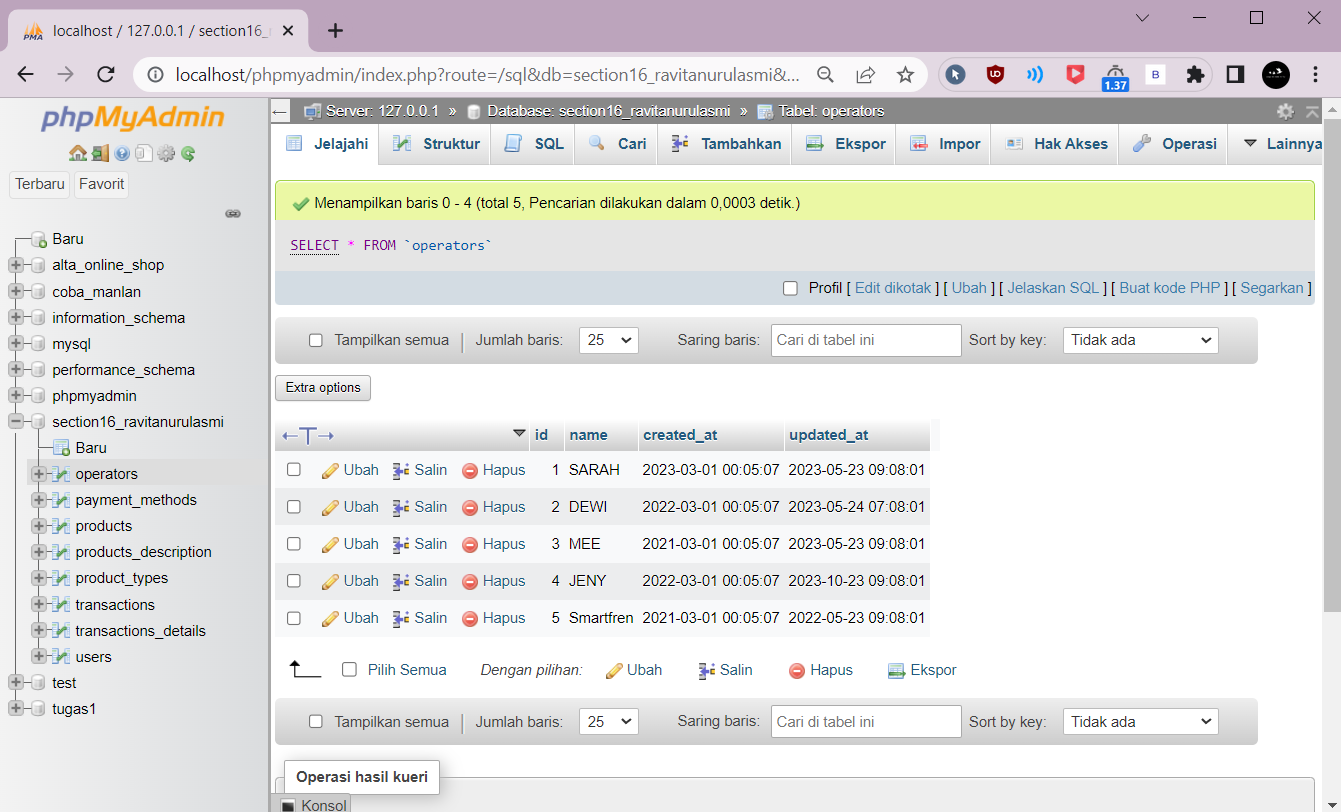 localhost / 127.0.0.1 / section16_
localhost/phpmyadmin/index.php?route=/sql&db=section16_ravitanurulasmi&...
1.37
B
phpMyAdmin
Terbaru Favorit
Baru
alta_online_shop
coba_manlan
information_schema
mysql
performance_schema
phpmyadmin
section16_ravitanurulasmi
Baru
operators
payment_methods
products
products_description
product_types
transactions
transactions_details
users
test
tugas1
Server: 127.0.0.1 » Database: section16_ravitanurulasmi » Tabel: operators
Jelajahi Struktur SQL Cari Tambahkan Ekspor Impor Hak Akses Operasi Lainnya
Menampilkan baris 0 - 4 (total 5, Pencarian dilakukan dalam 0,0003 detik.)
SELECT * FROM `operators`
Profil [ Edit dikotak ] [ Ubah ] [ Jelaskan SQL ] [ Buat kode PHP ] [ Segarkan ]
Tampilkan semua | Jumlah baris: 25 Saring baris: Cari di tabel ini Sort by key: Tidak ada
Extra options
←T→ id name created_at updated_at
Ubah Salin Hapus 1 SARAH 2023-03-01 00:05:07 2023-05-23 09:08:01
Ubah Salin Hapus 2 DEWI 2022-03-01 00:05:07 2023-05-24 07:08:01
Ubah Salin Hapus 3 MEE 2021-03-01 00:05:07 2023-05-23 09:08:01
Ubah Salin Hapus 4 JENY 2022-03-01 00:05:07 2023-10-23 09:08:01
Ubah Salin Hapus 5 Smartfren 2021-03-01 00:05:07 2022-05-23 09:08:01
Pilih Semua Dengan pilihan: Ubah Salin Hapus Ekspor
Tampilkan semua | Jumlah baris: 25 Saring baris: Cari di tabel ini Sort by key: Tidak ada
Operasi hasil kueri
Konsol